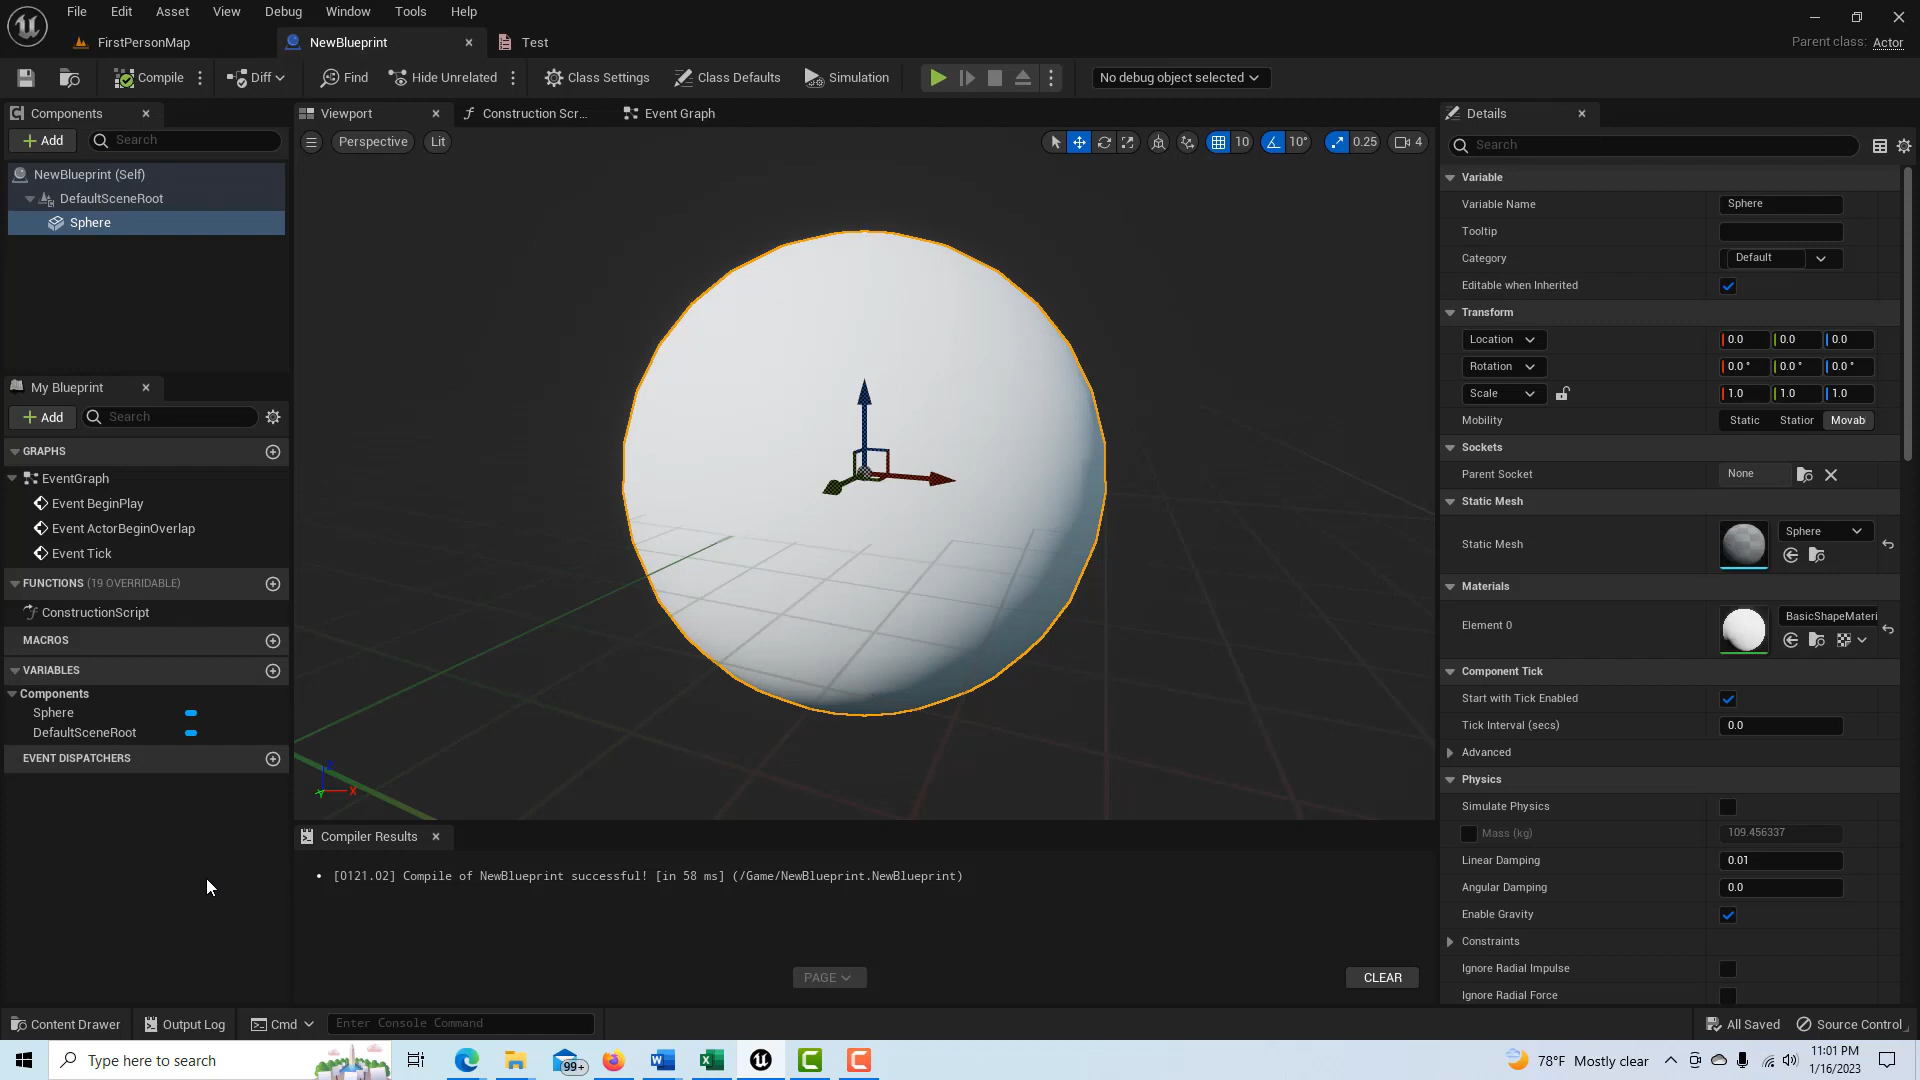 File Edit Asset View Debug Window Tools Help
FirstPersonMap NewBlueprint Test
Parent class: Actor
Compile Diff Find Hide Unrelated Class Settings Class Defaults Simulation No debug object selected
Components
Add Search
NewBlueprint (Self)
DefaultSceneRoot
Sphere
My Blueprint
Add Search
GRAPHS
EventGraph
Event BeginPlay
Event ActorBeginOverlap
Event Tick
FUNCTIONS (19 OVERRIDABLE)
ConstructionScript
MACROS
VARIABLES
Components
Sphere
DefaultSceneRoot
EVENT DISPATCHERS
Viewport Construction Scr... Event Graph
Perspective Lit 10 10° 0.25 4
Z
X
Y
Compiler Results
[0121.02] Compile of NewBlueprint successful! [in 58 ms] (/Game/NewBlueprint.NewBlueprint)
PAGE CLEAR
Details
Search
Variable
Variable Name Sphere
Tooltip
Category Default
Editable when Inherited
Transform
Location 0.0 0.0 0.0
Rotation 0.0 ° 0.0 ° 0.0 °
Scale 1.0 1.0 1.0
Mobility Static Statior Movab
Sockets
Parent Socket None
Static Mesh
Static Mesh Sphere
Materials
Element 0 BasicShapeMateri
Component Tick
Start with Tick Enabled
Tick Interval (secs) 0.0
Advanced
Physics
Simulate Physics
Mass (kg) 109.456337
Linear Damping 0.01
Angular Damping 0.0
Enable Gravity
Constraints
Ignore Radial Impulse
Ignore Radial Force
Content Drawer Output Log Cmd Enter Console Command All Saved Source Control
Type here to search 99+ 78°F Mostly clear 11:01 PM
1/16/2023